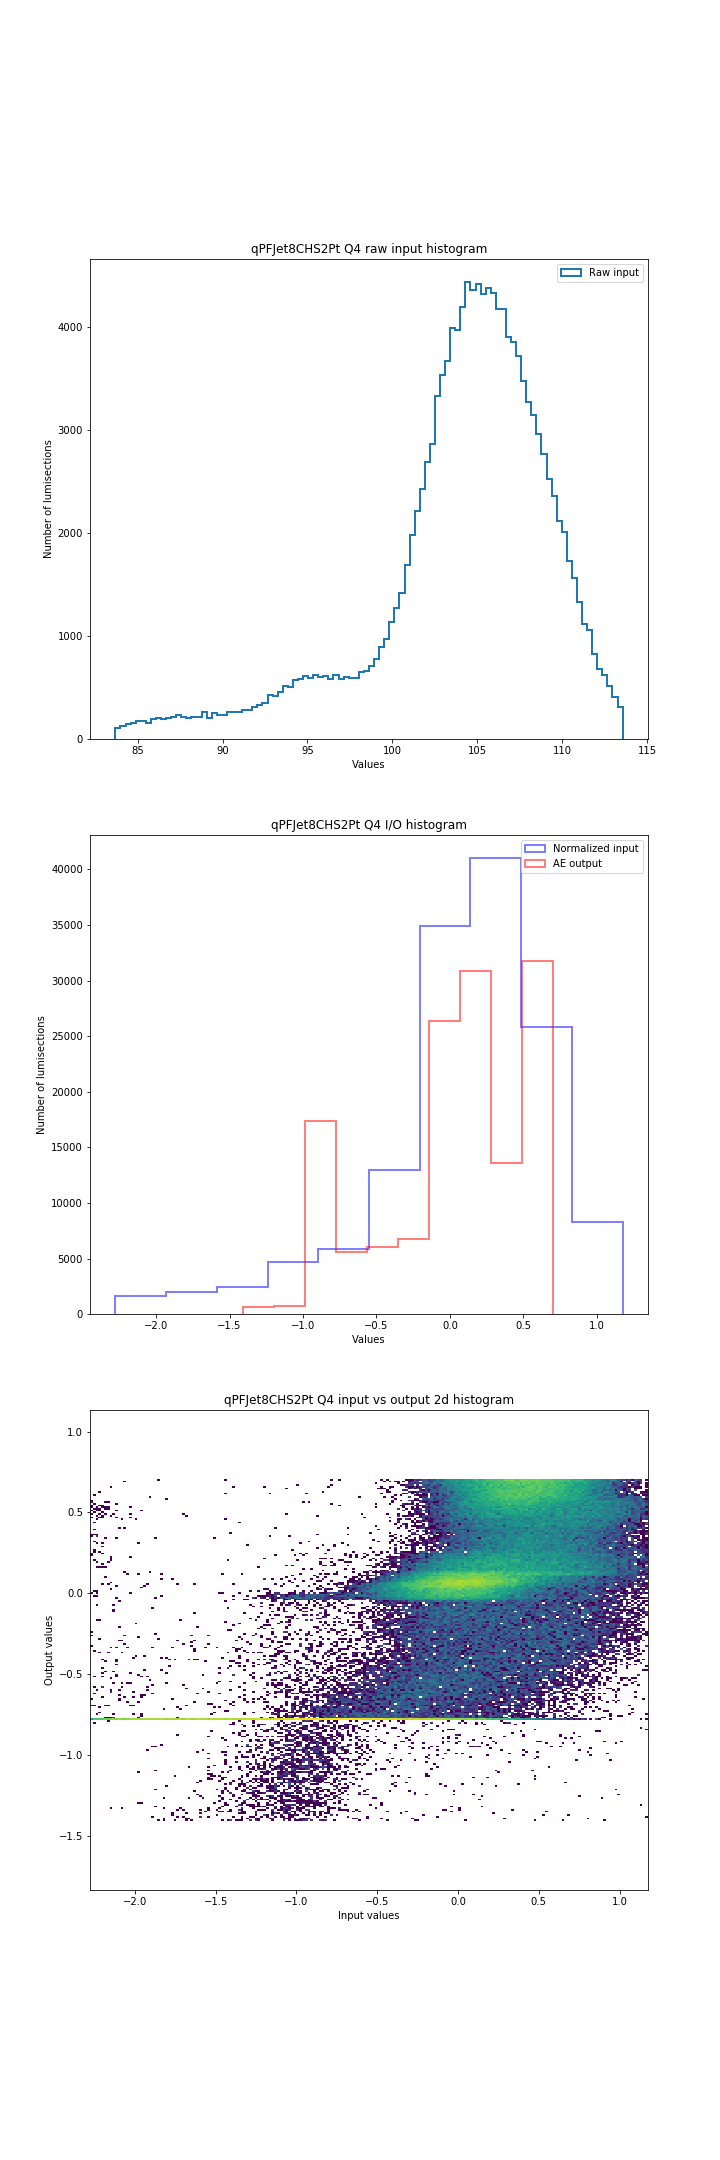 qPFJet8CHS2Pt Q4 raw input histogram
Raw input
4000
3000
2000
1000
0
Number of lumisections
85 90 95 100 105 110 115
Values
qPFJet8CHS2Pt Q4 I/O histogram
Normalized input
AE output
40000
35000
30000
25000
20000
15000
10000
5000
0
Number of lumisections
−2.0 −1.5 −1.0 −0.5 0.0 0.5 1.0
Values
qPFJet8CHS2Pt Q4 input vs output 2d histogram
1.0
0.5
0.0
−0.5
−1.0
−1.5
Output values
−2.0 −1.5 −1.0 −0.5 0.0 0.5 1.0
Input values